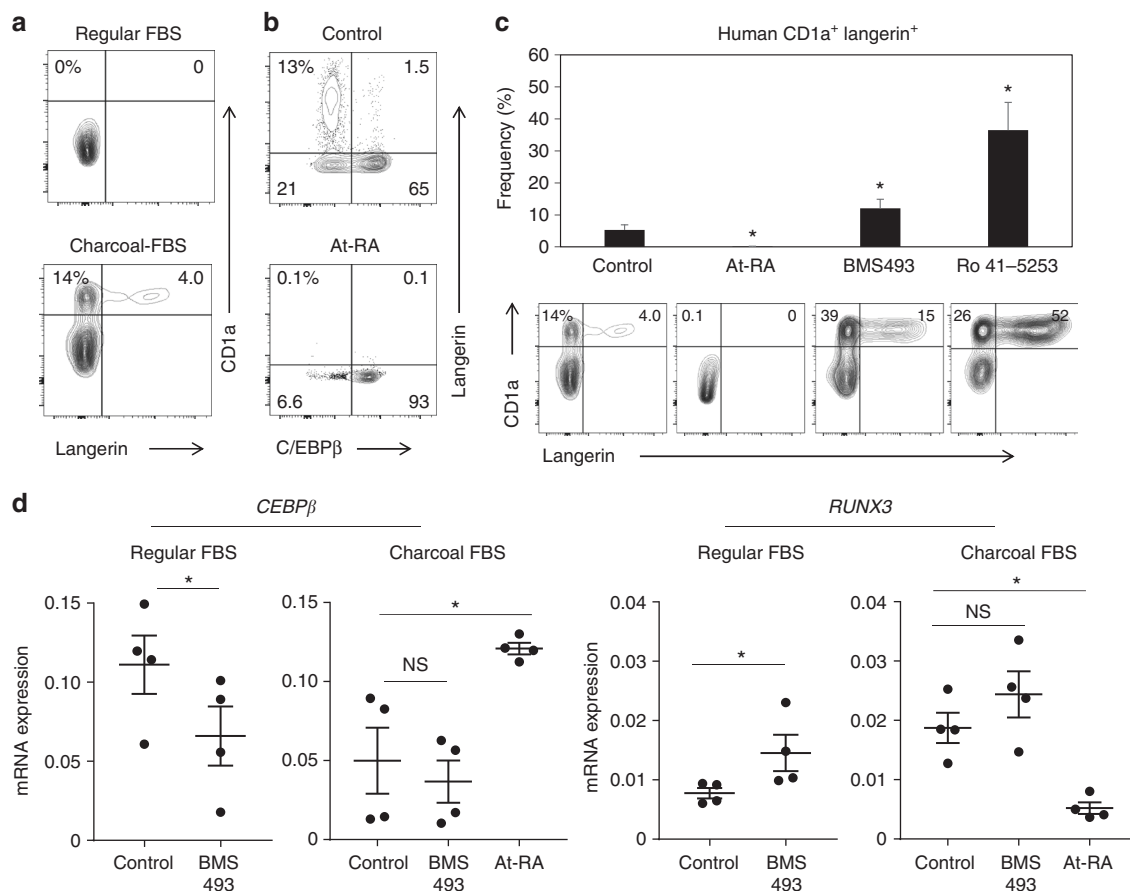 a
Regular FBS
0% 0
Charcoal-FBS
14% 4.0
CD1a
Langerin
b
Control
13% 1.5
21 65
At-RA
0.1% 0.1
6.6 93
Langerin
C/EBPβ
c
Human CD1a+ langerin+
Frequency (%)
60
50
40
30
20
10
0
*
*
*
Control At-RA BMS493 Ro 41–5253
14% 4.0 0.1 0 39 15 26 52
CD1a
Langerin
d
CEBPβ
Regular FBS
*
mRNA expression
0.15
0.10
0.05
0
Control BMS
493
Charcoal FBS
*
NS
0.15
0.10
0.05
0
Control BMS At-RA
493
RUNX3
Regular FBS
*
mRNA expression
0.04
0.03
0.02
0.01
0
Control BMS
493
Charcoal FBS
*
NS
0.04
0.03
0.02
0.01
0
Control BMS At-RA
493